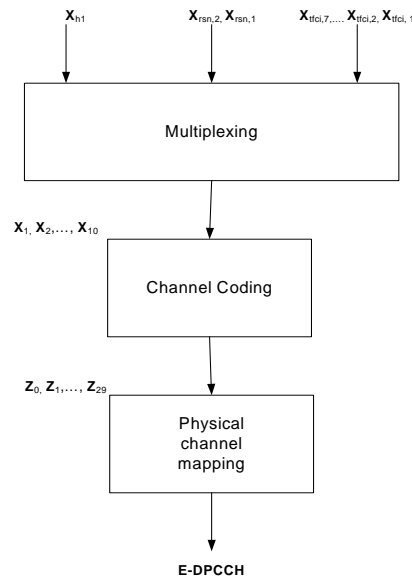 Xh1
Xrsn,2, Xrsn,1
Xtfci,7,.... Xtfci,2, Xtfci, 1
Multiplexing
X1, X2,..., X10
Channel Coding
Z0, Z1,..., Z29
Physical
channel
mapping
E-DPCCH